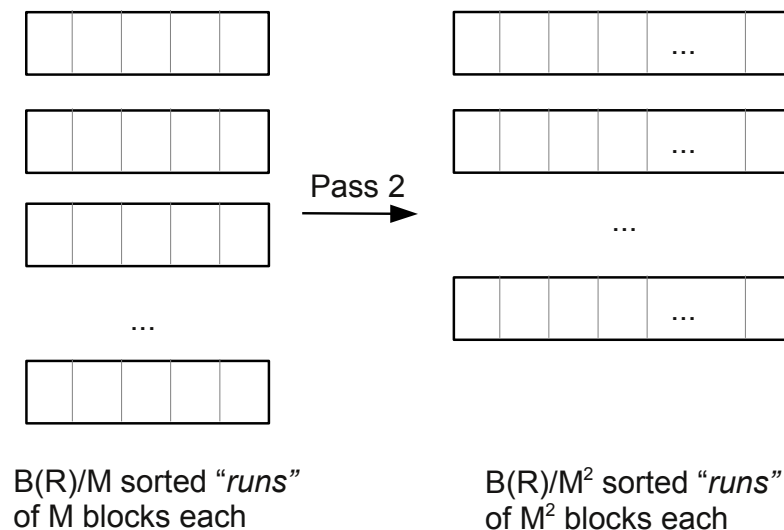 ...
...
Pass 2
...
...
...
B(R)/M sorted “runs”
of M blocks each
B(R)/M² sorted “runs”
of M² blocks each